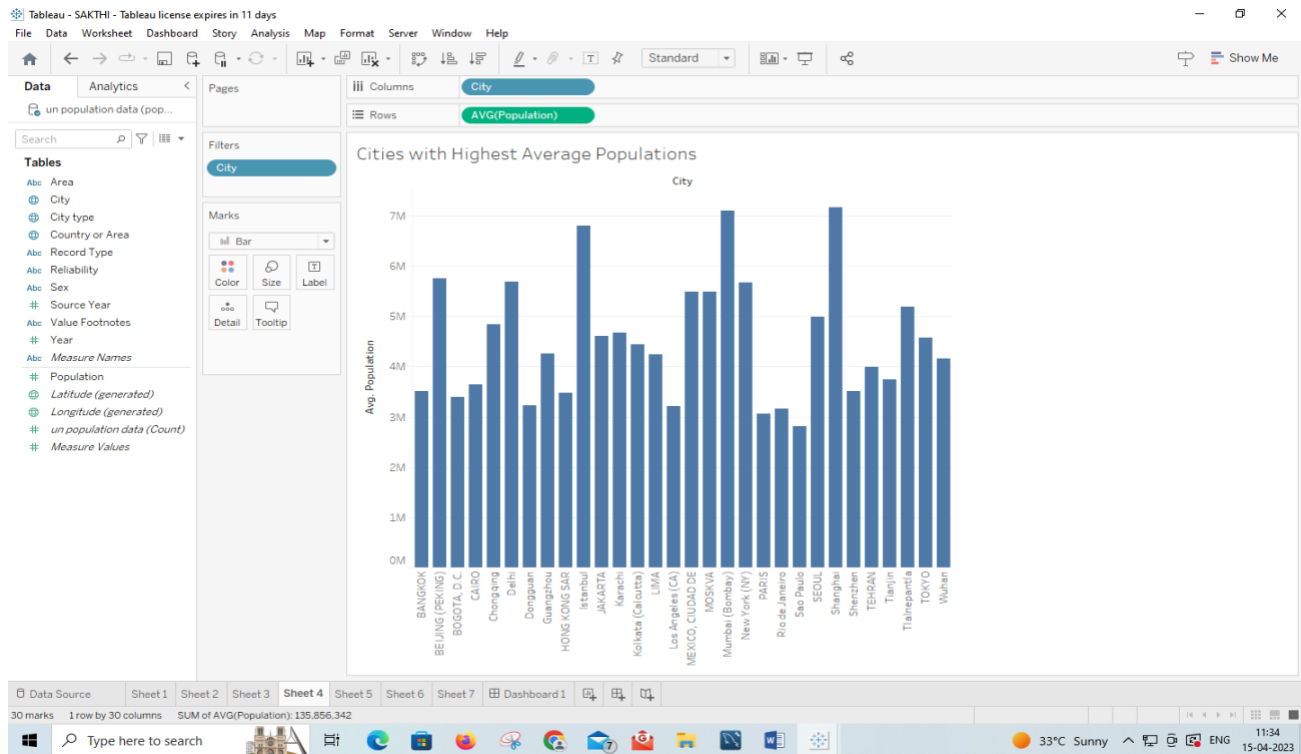 Tableau - SAKTHI - Tableau license expires in 11 days
File Data Worksheet Dashboard Story Analysis Map Format Server Window Help
Standard
Show Me
Data Analytics
un population data (pop...
Search
Tables
Abc Area
City
City type
Country or Area
Abc Record Type
Abc Reliability
Abc Sex
# Source Year
Abc Value Footnotes
# Year
Abc Measure Names
# Population
Latitude (generated)
Longitude (generated)
# un population data (Count)
# Measure Values
Pages
Filters
City
Marks
Bar
Color Size Label
Detail Tooltip
Columns City
Rows AVG(Population)
Cities with Highest Average Populations
City
Avg. Population
7M
6M
5M
4M
3M
2M
1M
0M
BANGKOK
BEIJING (PEKING)
BOGOTA, D.C.
CAIRO
Chongqing
Delhi
Dongguan
Guangzhou
HONG KONG SAR
Istanbul
JAKARTA
Karachi
Kolkata (Calcutta)
LIMA
Los Angeles (CA)
MEXICO, CIUDAD DE
MOSKVA
Mumbai (Bombay)
New York (NY)
PARIS
Rio de Janeiro
Sao Paulo
SEOUL
Shanghai
Shenzhen
TEHRAN
Tianjin
Tlalnepantla
TOKYO
Wuhan
Data Source Sheet 1 Sheet 2 Sheet 3 Sheet 4 Sheet 5 Sheet 6 Sheet 7 Dashboard 1
30 marks 1 row by 30 columns SUM of AVG(Population): 135,856,342
Type here to search
7
33°C Sunny
ENG
11:34
15-04-2023